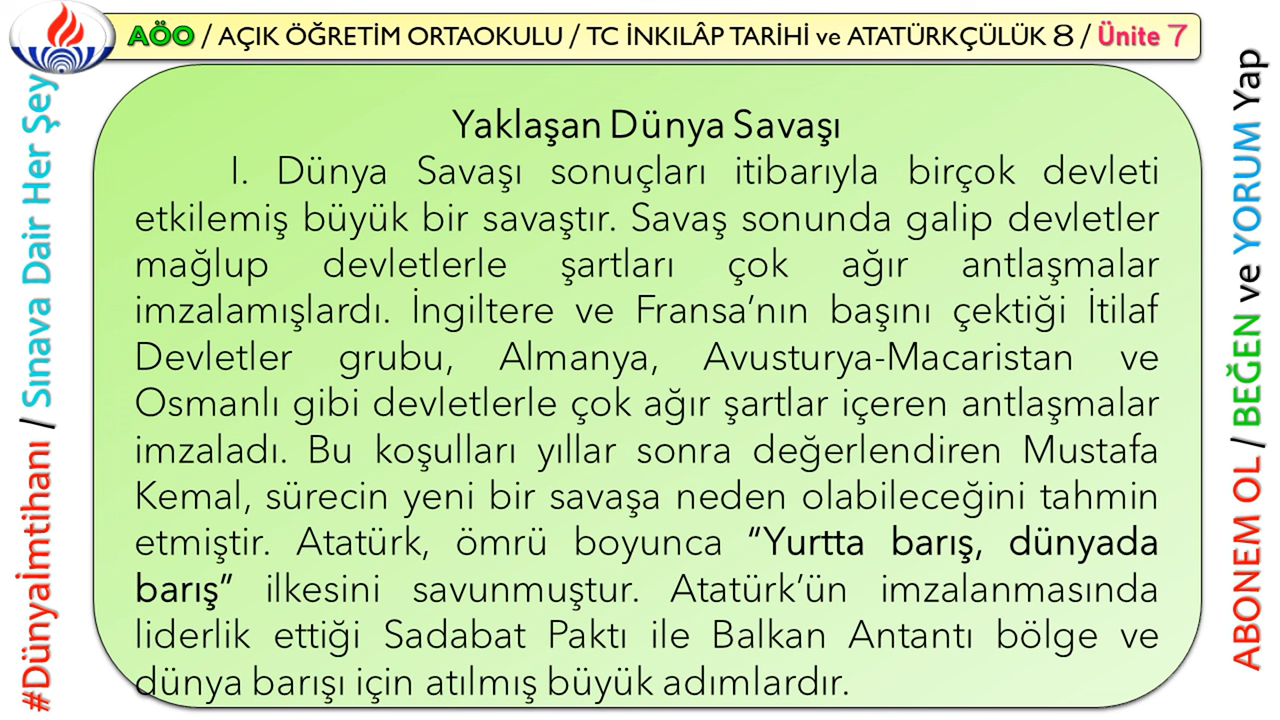 AÖO / AÇIK ÖĞRETİM ORTAOKULU / TC İNKILÂP TARİHİ ve ATATÜRKÇÜLÜK 8 / Ünite 7
#Dünyaİmtihanı / Sınava Dair Her Şey
Yaklaşan Dünya Savaşı
I. Dünya Savaşı sonuçları itibarıyla birçok devleti
etkilemiş büyük bir savaştır. Savaş sonunda galip devletler
mağlup devletlerle şartları çok ağır antlaşmalar
imzalamışlardı. İngiltere ve Fransa’nın başını çektiği İtilaf
Devletler grubu, Almanya, Avusturya-Macaristan ve
Osmanlı gibi devletlerle çok ağır şartlar içeren antlaşmalar
imzaladı. Bu koşulları yıllar sonra değerlendiren Mustafa
Kemal, sürecin yeni bir savaşa neden olabileceğini tahmin
etmiştir. Atatürk, ömrü boyunca “Yurtta barış, dünyada
barış” ilkesini savunmuştur. Atatürk’ün imzalanmasında
liderlik ettiği Sadabat Paktı ile Balkan Antantı bölge ve
dünya barışı için atılmış büyük adımlardır.
ABONEM OL / BEĞEN ve YORUM Yap